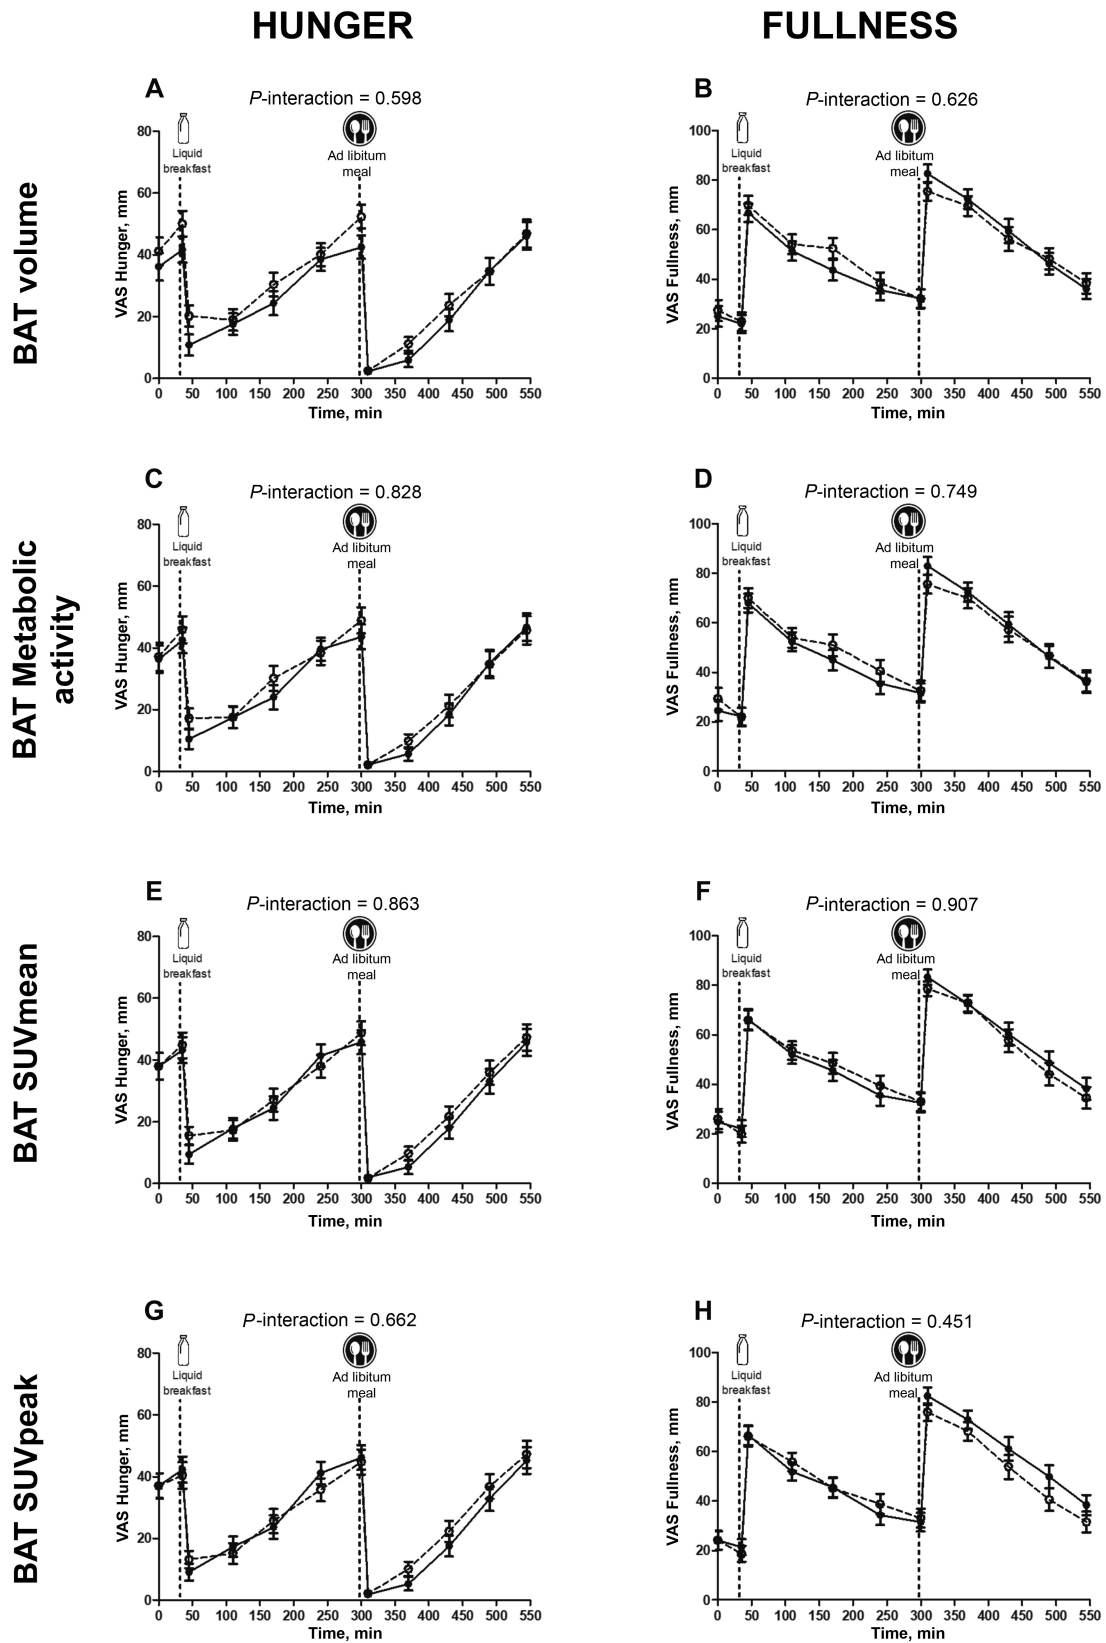 HUNGER FULLNESS
A
P-interaction = 0.598
Liquid
breakfast
Ad libitum
meal
BAT volume
VAS Hunger, mm
80
60
40
20
0
0 50 100 150 200 250 300 350 400 450 500 550
Time, min
B
P-interaction = 0.626
Liquid
breakfast
Ad libitum
meal
VAS Fullness, mm
100
80
60
40
20
0
0 50 100 150 200 250 300 350 400 450 500 550
Time, min
C
P-interaction = 0.828
Liquid
breakfast
Ad libitum
meal
BAT Metabolic
activity
VAS Hunger, mm
80
60
40
20
0
0 50 100 150 200 250 300 350 400 450 500 550
Time, min
D
P-interaction = 0.749
Liquid
breakfast
Ad libitum
meal
VAS Fullness, mm
100
80
60
40
20
0
0 50 100 150 200 250 300 350 400 450 500 550
Time, min
E
P-interaction = 0.863
Liquid
breakfast
Ad libitum
meal
BAT SUVmean
VAS Hunger, mm
80
60
40
20
0
0 50 100 150 200 250 300 350 400 450 500 550
Time, min
F
P-interaction = 0.907
Liquid
breakfast
Ad libitum
meal
VAS Fullness, mm
100
80
60
40
20
0
0 50 100 150 200 250 300 350 400 450 500 550
Time, min
G
P-interaction = 0.662
Liquid
breakfast
Ad libitum
meal
BAT SUVpeak
VAS Hunger, mm
80
60
40
20
0
0 50 100 150 200 250 300 350 400 450 500 550
Time, min
H
P-interaction = 0.451
Liquid
breakfast
Ad libitum
meal
VAS Fullness, mm
100
80
60
40
20
0
0 50 100 150 200 250 300 350 400 450 500 550
Time, min